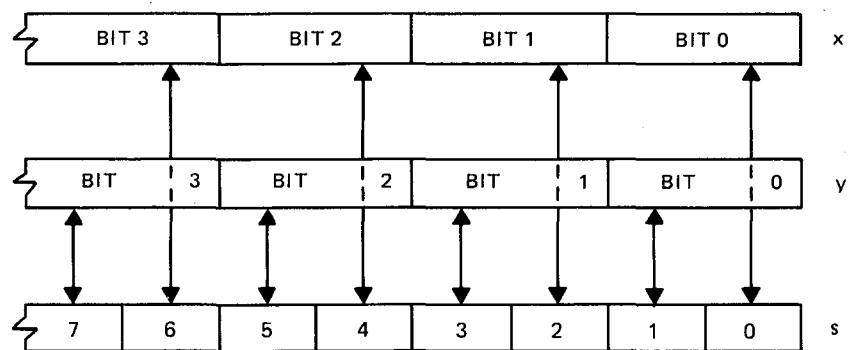 BIT 3 BIT 2 BIT 1 BIT 0 x
BIT 3 BIT 2 BIT 1 BIT 0 y
7 6 5 4 3 2 1 0 s